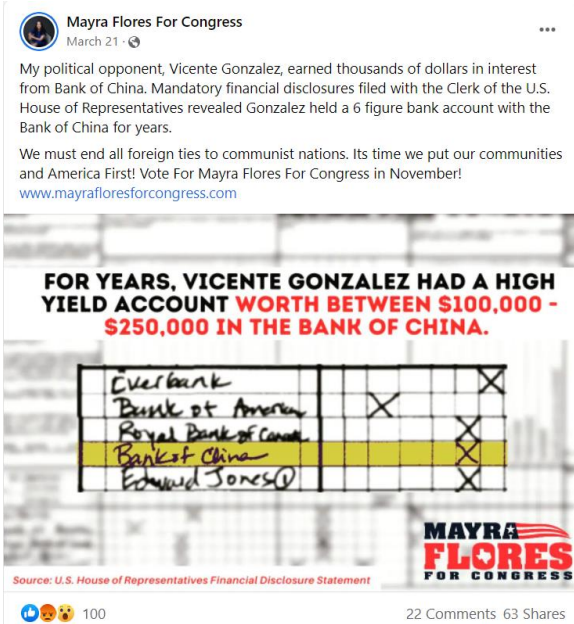 Mayra Flores For Congress
March 21 ·
My political opponent, Vicente Gonzalez, earned thousands of dollars in interest
from Bank of China. Mandatory financial disclosures filed with the Clerk of the U.S.
House of Representatives revealed Gonzalez held a 6 figure bank account with the
Bank of China for years.
We must end all foreign ties to communist nations. Its time we put our communities
and America First! Vote For Mayra Flores For Congress in November!
www.mayrafloresforcongress.com
FOR YEARS, VICENTE GONZALEZ HAD A HIGH
YIELD ACCOUNT WORTH BETWEEN $100,000 -
$250,000 IN THE BANK OF CHINA.
Everbank X
Bank of America X
Royal Bank of Canada X
Bank of China X
Edward Jones X
MAYRA
FLORES
FOR CONGRESS
Source: U.S. House of Representatives Financial Disclosure Statement
100
22 Comments 63 Shares